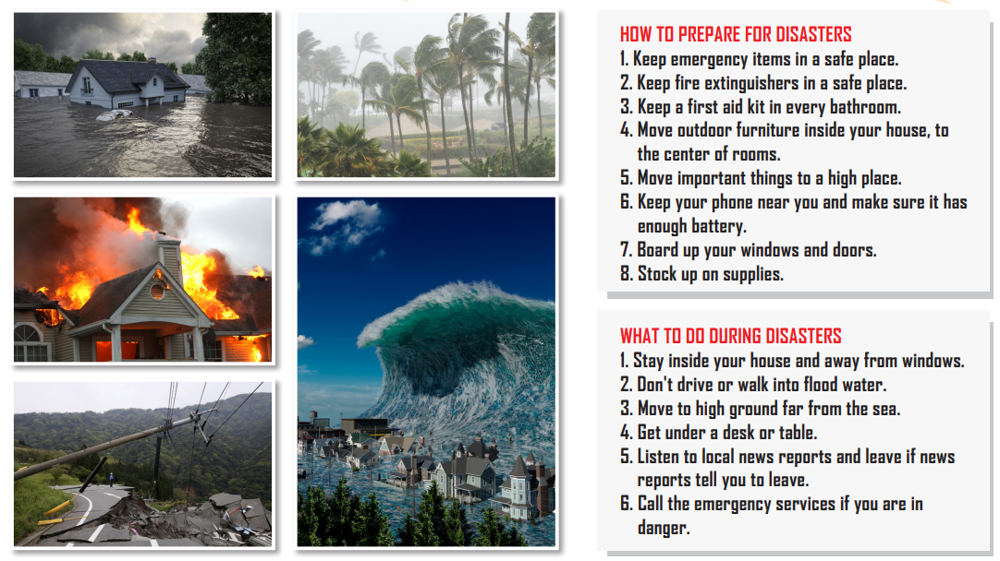 HOW TO PREPARE FOR DISASTERS
1. Keep emergency items in a safe place.
2. Keep fire extinguishers in a safe place.
3. Keep a first aid kit in every bathroom.
4. Move outdoor furniture inside your house, to
the center of rooms.
5. Move important things to a high place.
6. Keep your phone near you and make sure it has
enough battery.
7. Board up your windows and doors.
8. Stock up on supplies.
WHAT TO DO DURING DISASTERS
1. Stay inside your house and away from windows.
2. Don't drive or walk into flood water.
3. Move to high ground far from the sea.
4. Get under a desk or table.
5. Listen to local news reports and leave if news
reports tell you to leave.
6. Call the emergency services if you are in
danger.